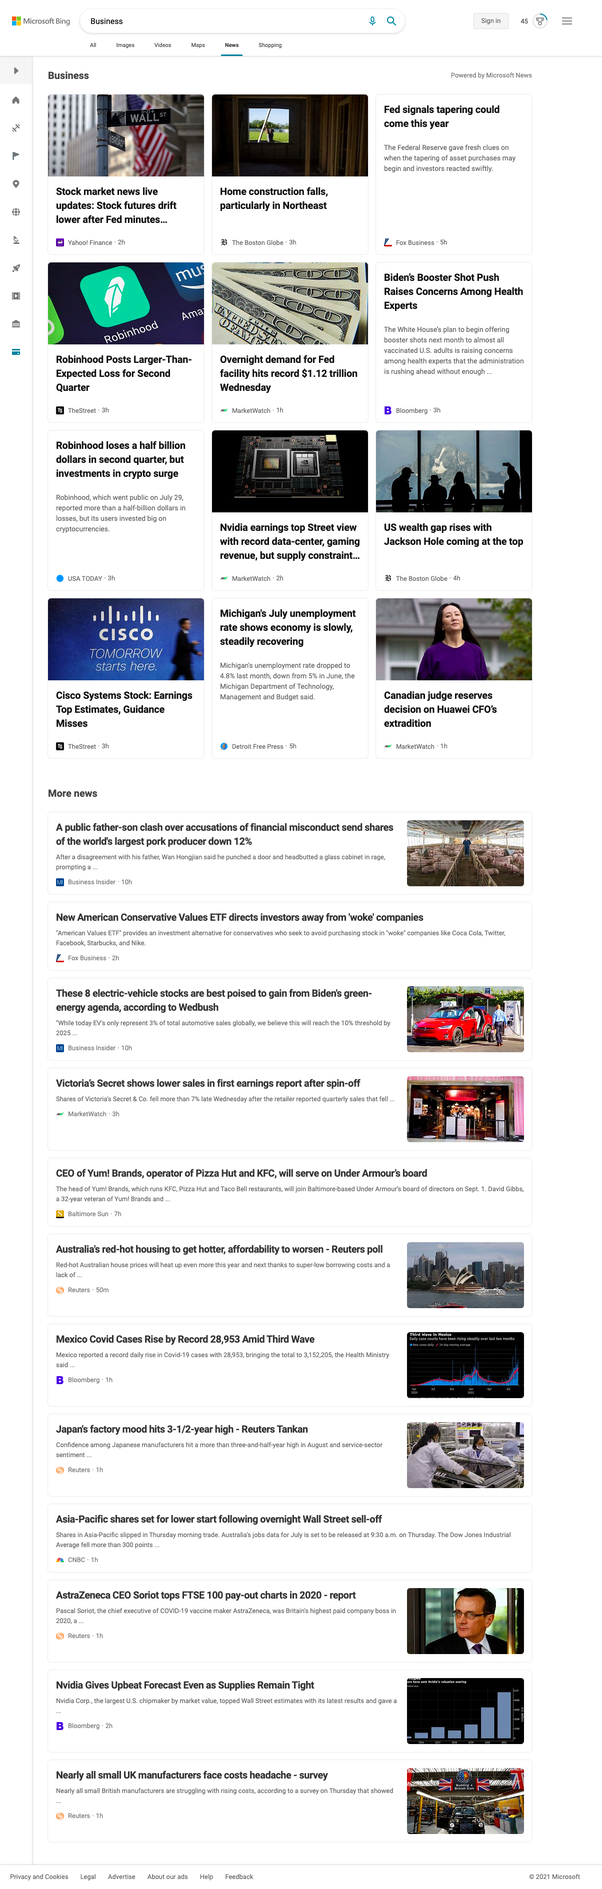 Microsoft Bing
Business
Sign in
45
All
Images
Videos
Maps
News
Shopping
Business
Powered by Microsoft News
WALL ST
Stock market news live
updates: Stock futures drift
lower after Fed minutes...
Yahoo! Finance · 2h
Home construction falls,
particularly in Northeast
The Boston Globe · 3h
Fed signals tapering could
come this year
The Federal Reserve gave fresh clues on
when the tapering of asset purchases may
begin and investors reacted swiftly.
Fox Business · 5h
Robinhood
Robinhood Posts Larger-Than-
Expected Loss for Second
Quarter
TheStreet · 3h
Overnight demand for Fed
facility hits record $1.12 trillion
Wednesday
MarketWatch · 1h
Biden's Booster Shot Push
Raises Concerns Among Health
Experts
The White House's plan to begin offering
booster shots next month to almost all
vaccinated U.S. adults is raising concerns
among health experts that the administration
is rushing ahead without enough ...
Bloomberg · 3h
Robinhood loses a half billion
dollars in second quarter, but
investments in crypto surge
Robinhood, which went public on July 29,
reported more than a half-billion dollars in
losses, but its users invested big on
cryptocurrencies.
USA TODAY · 3h
Nvidia earnings top Street view
with record data-center, gaming
revenue, but supply constraint...
MarketWatch · 2h
US wealth gap rises with
Jackson Hole coming at the top
The Boston Globe · 4h
CISCO
TOMORROW
starts here.
Cisco Systems Stock: Earnings
Top Estimates, Guidance
Misses
TheStreet · 3h
Michigan's July unemployment
rate shows economy is slowly,
steadily recovering
Michigan's unemployment rate dropped to
4.8% last month, down from 5% in June, the
Michigan Department of Technology,
Management and Budget said.
Detroit Free Press · 5h
Canadian judge reserves
decision on Huawei CFO's
extradition
MarketWatch · 1h
More news
A public father-son clash over accusations of financial misconduct send shares
of the world's largest pork producer down 12%
After a disagreement with his father, Wan Hongjian said he punched a door and headbutted a glass cabinet in rage,
prompting a ...
Business Insider · 10h
New American Conservative Values ETF directs investors away from 'woke' companies
"American Values ETF" provides an investment alternative for conservatives who seek to avoid purchasing stock in "woke" companies like Coca Cola, Twitter,
Facebook, Starbucks, and Nike.
Fox Business · 2h
These 8 electric-vehicle stocks are best poised to gain from Biden's green-
energy agenda, according to Wedbush
"While today EV's only represent 3% of total automotive sales globally, we believe this will reach the 10% threshold by
2025 ...
Business Insider · 10h
Victoria's Secret shows lower sales in first earnings report after spin-off
Shares of Victoria's Secret & Co. fell more than 7% late Wednesday after the retailer reported quarterly sales that fell ...
MarketWatch · 3h
CEO of Yum! Brands, operator of Pizza Hut and KFC, will serve on Under Armour's board
The head of Yum! Brands, which runs KFC, Pizza Hut and Taco Bell restaurants, will join Baltimore-based Under Armour's board of directors on Sept. 1. David Gibbs,
a 32-year veteran of Yum! Brands and ...
Baltimore Sun · 7h
Australia's red-hot housing to get hotter, affordability to worsen - Reuters poll
Red-hot Australian house prices will heat up even more this year and next thanks to super-low borrowing costs and a
lack of ...
Reuters · 50m
Mexico Covid Cases Rise by Record 28,953 Amid Third Wave
Mexico reported a record daily rise in Covid-19 cases with 28,953, bringing the total to 3,152,205, the Health Ministry
said ...
Bloomberg · 1h
Third Wave in Mexico
Japan's factory mood hits 3-1/2-year high - Reuters Tankan
Confidence among Japanese manufacturers hit a more than three-and-half-year high in August and service-sector
sentiment ...
Reuters · 1h
Asia-Pacific shares set for lower start following overnight Wall Street sell-off
Shares in Asia-Pacific slipped in Thursday morning trade. Australia's jobs data for July is set to be released at 9:30 a.m. on Thursday. The Dow Jones Industrial
Average fell more than 300 points ...
CNBC · 1h
AstraZeneca CEO Soriot tops FTSE 100 pay-out charts in 2020 - report
Pascal Soriot, the chief executive of COVID-19 vaccine maker AstraZeneca, was Britain's highest paid company boss in
2020, a ...
Reuters · 1h
Nvidia Gives Upbeat Forecast Even as Supplies Remain Tight
Nvidia Corp., the largest U.S. chipmaker by market value, topped Wall Street estimates with its latest results and gave a
...
Bloomberg · 2h
Nearly all small UK manufacturers face costs headache - survey
Nearly all small British manufacturers are struggling with rising costs, according to a survey on Thursday that showed
...
Reuters · 1h
Privacy and Cookies
Legal
Advertise
About our ads
Help
Feedback
© 2021 Microsoft